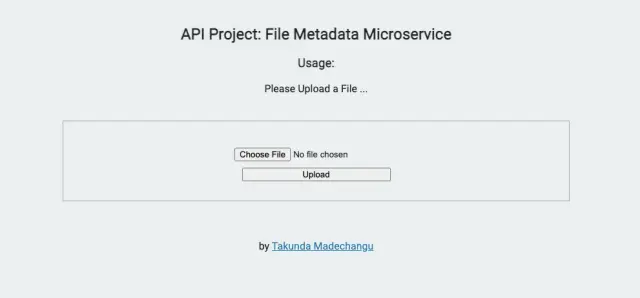 API Project: File Metadata Microservice
Usage:
Please Upload a File ...
Choose File No file chosen
Upload
by Takunda Madechangu